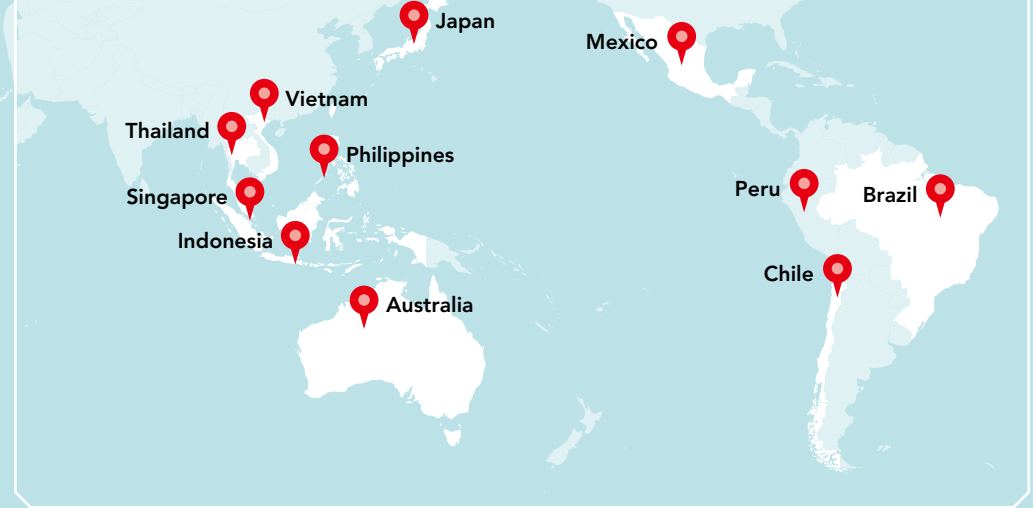 Japan
Mexico
Vietnam
Thailand
Philippines
Singapore
Peru
Brazil
Indonesia
Chile
Australia